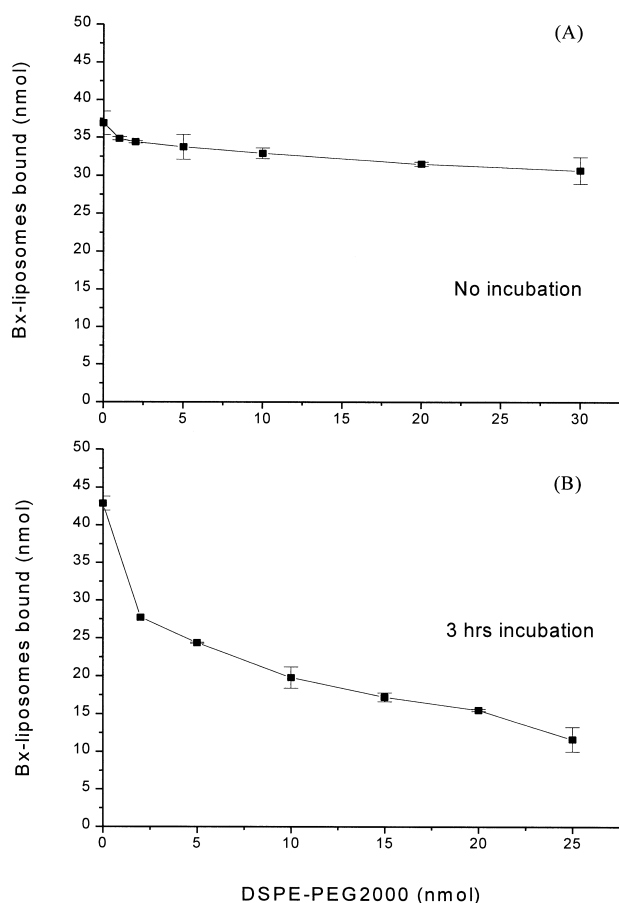 (A)
50
45
40
35
30
25
20
15
10
5
0
Bx-liposomes bound (nmol)
No incubation
0 5 10 15 20 25 30
(B)
50
45
40
35
30
25
20
15
10
5
0
Bx-liposomes bound (nmol)
3 hrs incubation
0 5 10 15 20 25
DSPE-PEG2000 (nmol)